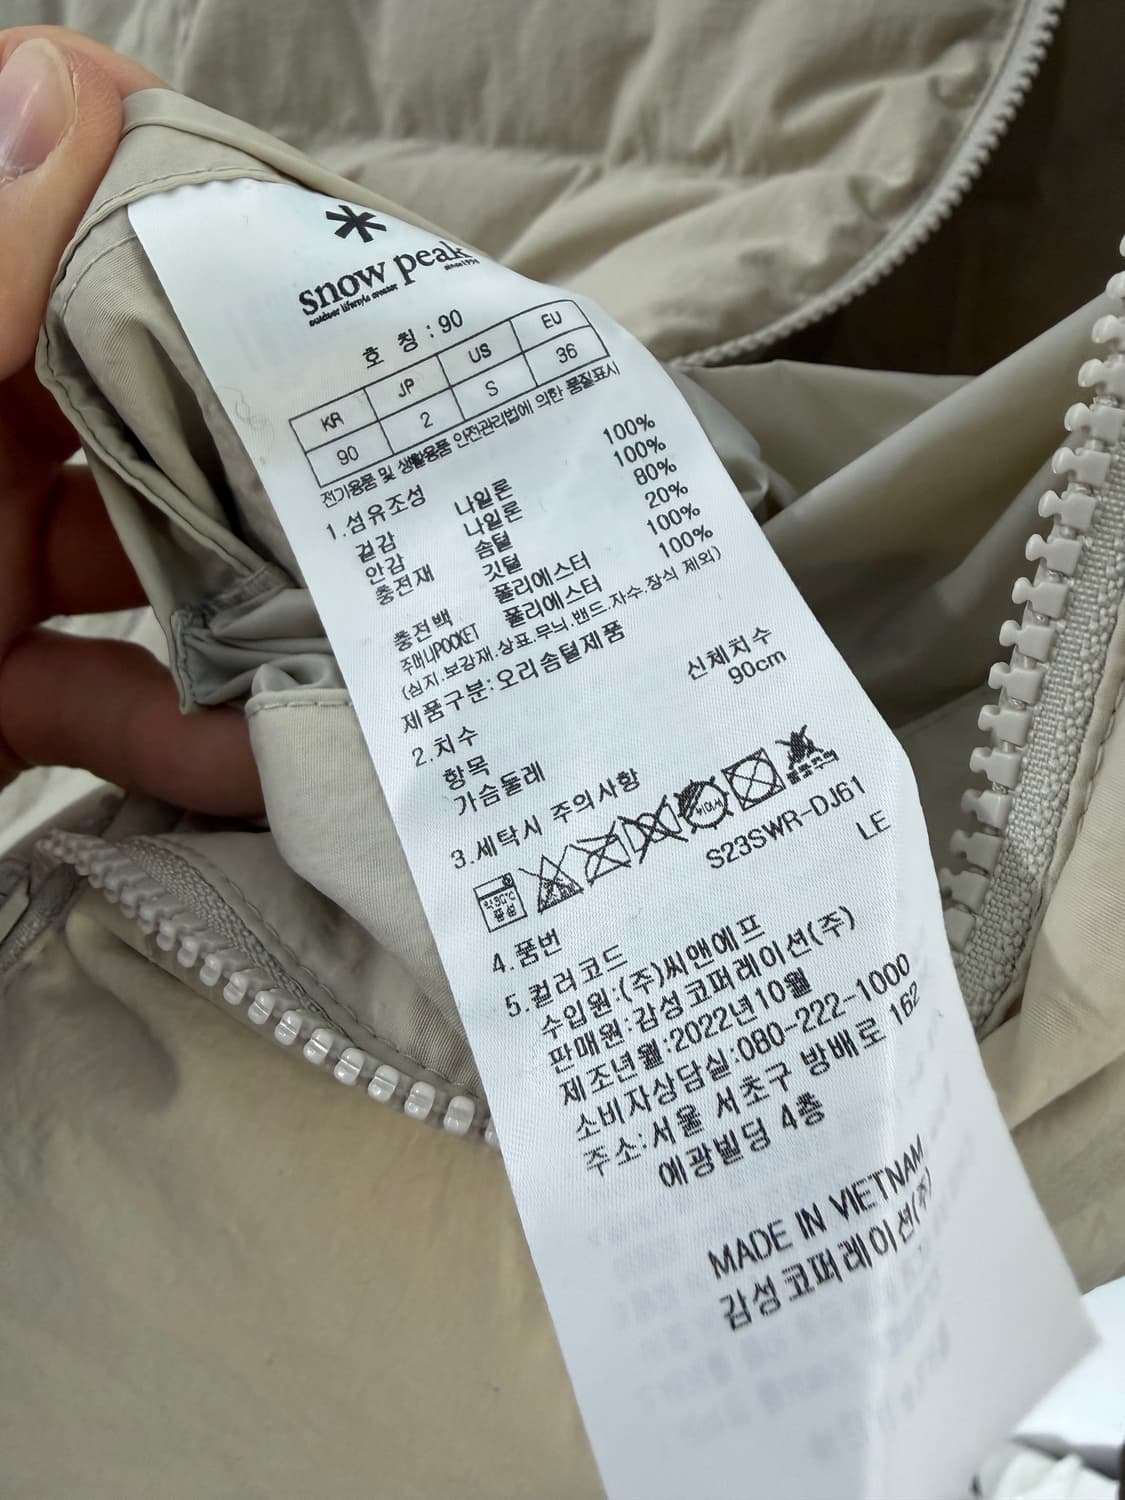 snow peak
outdoor lifestyle creator since1958
호 칭 : 90
KR JP US EU
90 2 S 36
전기용품 및 생활용품 안전관리법에 의한 품질표시
1.섬유조성
겉감 나일론 100%
안감 나일론 100%
충전재 솜털 80%
깃털 20%
충전백 폴리에스터 100%
주머니POCKET 폴리에스터 100%
(심지.보강재.상표.무늬.밴드.자수.장식 제외)
제품구분:오리솜털제품
2.치수
항목 신체치수
가슴둘레 90cm
3.세탁시 주의사항
약30℃
중성
4.품번 S23SWR-DJ61
5.컬러코드 LE
수입원:(주)씨앤에프
판매원:감성코퍼레이션(주)
제조년월:2022년10월
소비자상담실:080-222-1000
주소:서울 서초구 방배로 162
에광빌딩 4층
MADE IN VIETNAM
감성코퍼레이션(주)